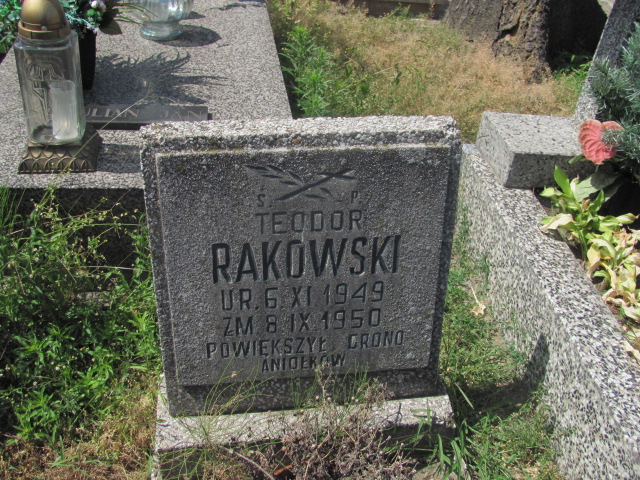 Ś. P.
TEODOR
RAKOWSKI
UR. 6. XI 1949
ZM 8 IX 1950
POWIĘKSZYŁ GRONO
ANIOŁKÓW